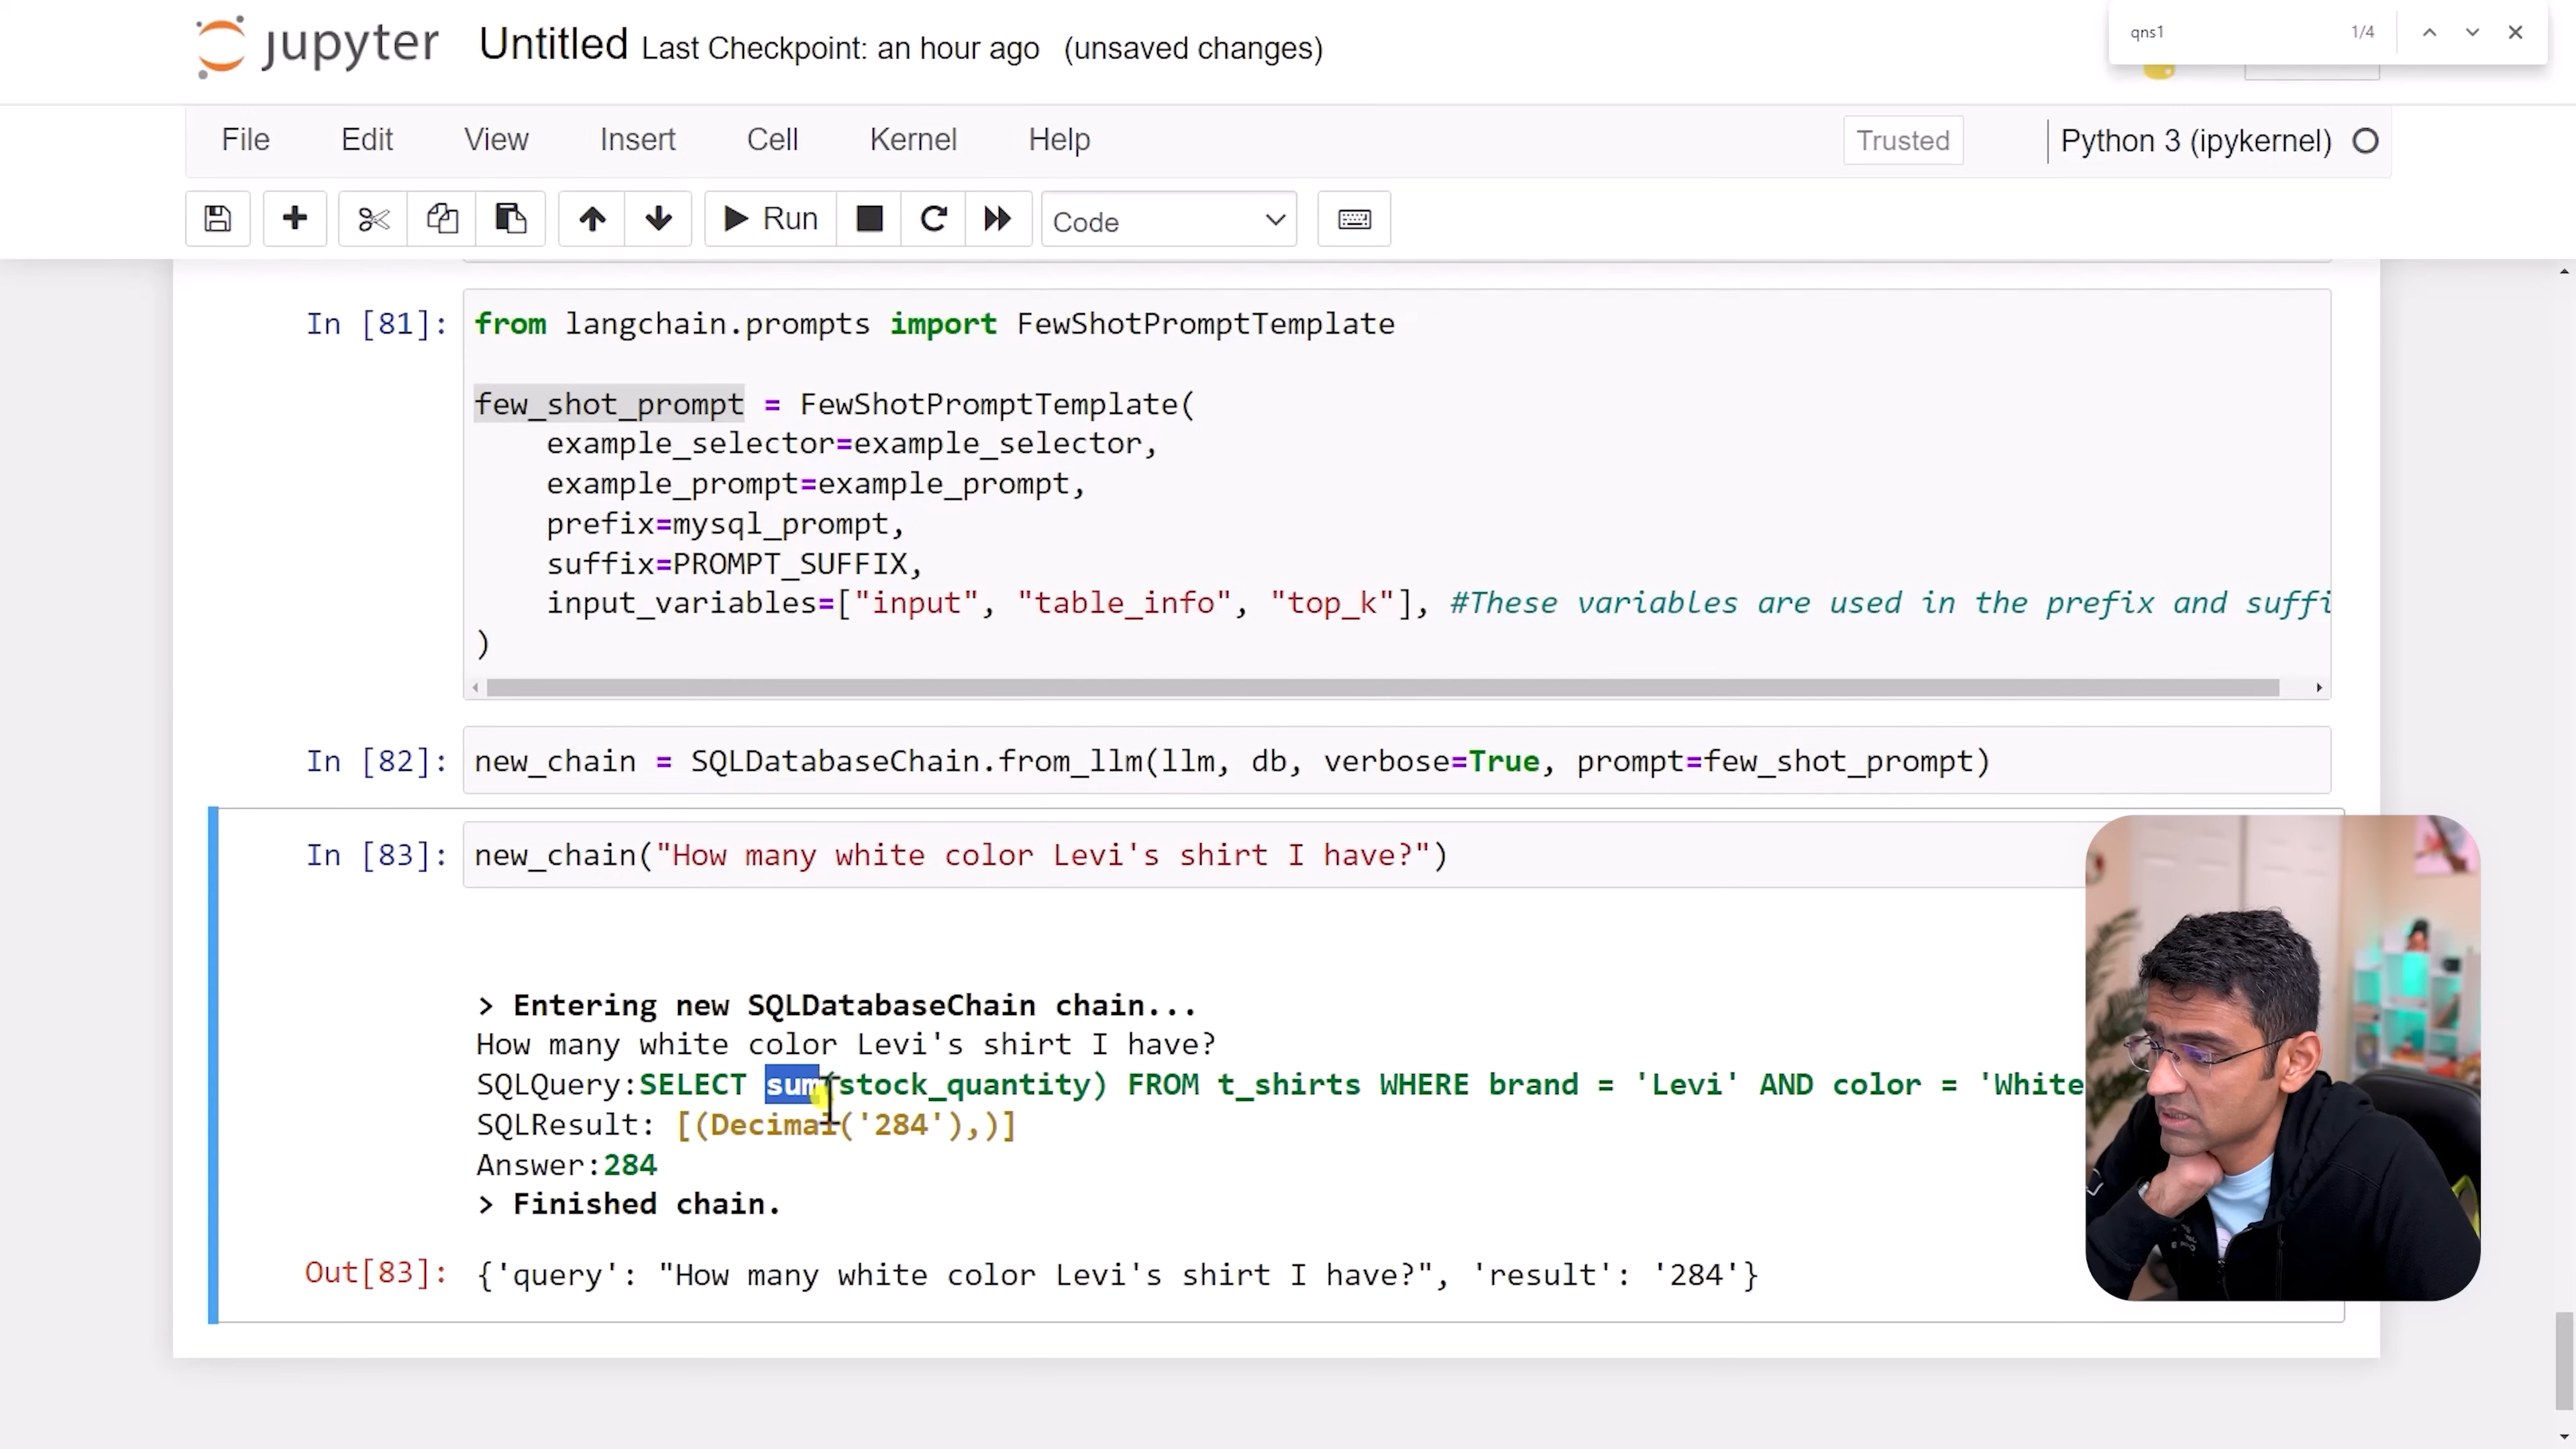 jupyter Untitled Last Checkpoint: an hour ago (unsaved changes)
qns1 1/4
File Edit View Insert Cell Kernel Help Trusted Python 3 (ipykernel)
Run Code
In [81]: from langchain.prompts import FewShotPromptTemplate
few_shot_prompt = FewShotPromptTemplate(
example_selector=example_selector,
example_prompt=example_prompt,
prefix=mysql_prompt,
suffix=PROMPT_SUFFIX,
input_variables=["input", "table_info", "top_k"], #These variables are used in the prefix and suffi
)
In [82]: new_chain = SQLDatabaseChain.from_llm(llm, db, verbose=True, prompt=few_shot_prompt)
In [83]: new_chain("How many white color Levi's shirt I have?")
> Entering new SQLDatabaseChain chain...
How many white color Levi's shirt I have?
SQLQuery:SELECT sum(stock_quantity) FROM t_shirts WHERE brand = 'Levi' AND color = 'White
SQLResult: [(Decimal('284'),)]
Answer:284
> Finished chain.
Out[83]: {'query': "How many white color Levi's shirt I have?", 'result': '284'}